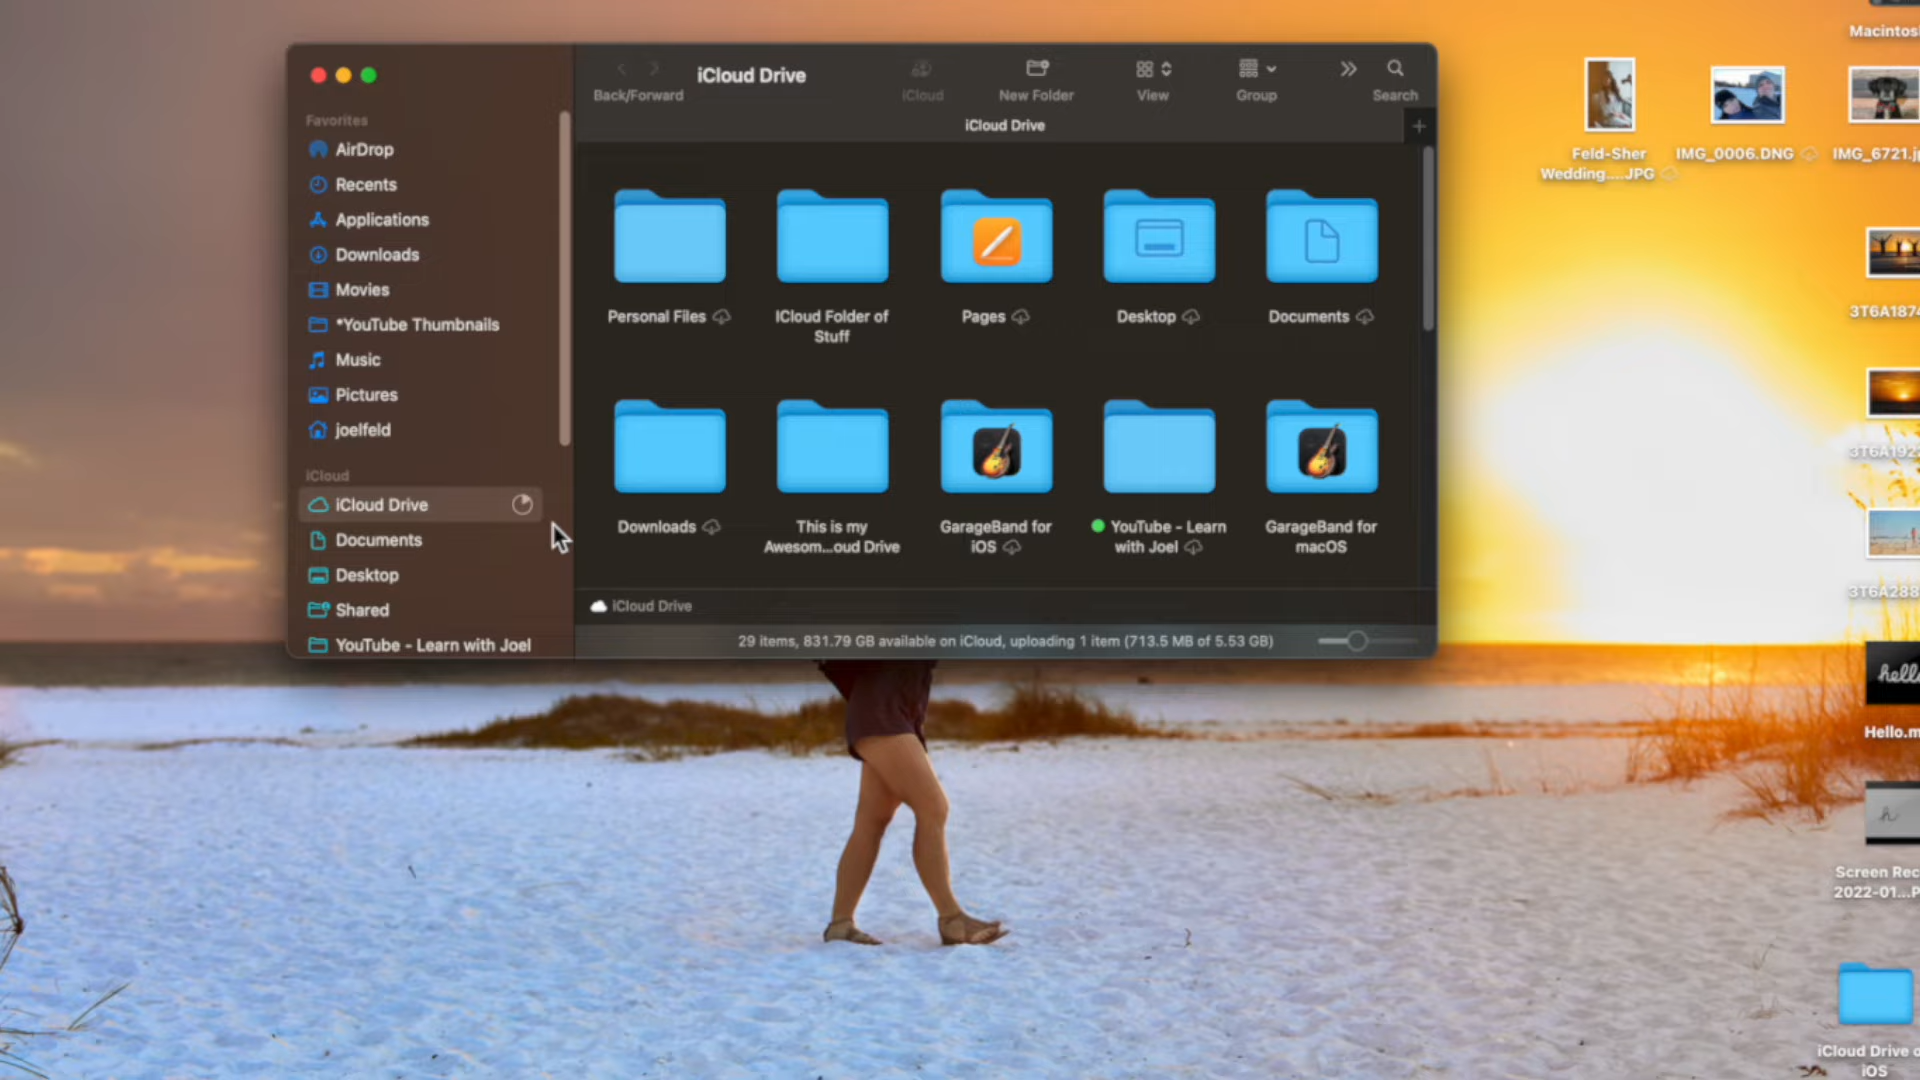 iCloud Drive
Back/Forward
iCloud
New Folder
View
Group
Search
iCloud Drive
Favorites
AirDrop
Recents
Applications
Downloads
Movies
*YouTube Thumbnails
Music
Pictures
joelfeld
iCloud
iCloud Drive
Documents
Desktop
Shared
YouTube - Learn with Joel
Personal Files
ICloud Folder of
Stuff
Pages
Desktop
Documents
Downloads
This is my
Awesom...oud Drive
GarageBand for
iOS
YouTube - Learn
with Joel
GarageBand for
macOS
iCloud Drive
29 items, 831.79 GB available on iCloud, uploading 1 item (713.5 MB of 5.53 GB)
Macintosh
Feld-Sher
Wedding....JPG
IMG_0006.DNG
IMG_6721.j
3T6A1874
3T6A192
3T6A288
hello
Hello.m
Screen Rec
2022-01...P
iCloud Drive o
iOS